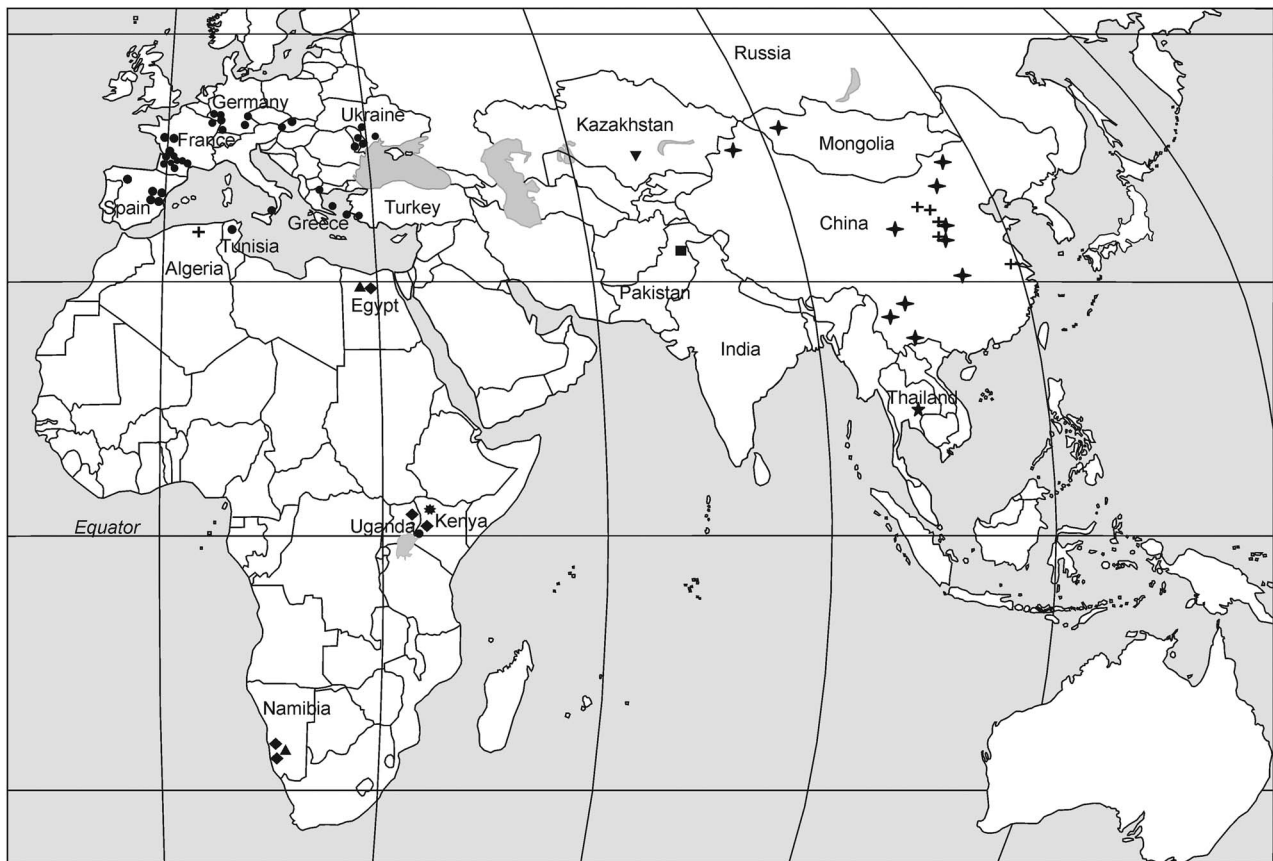 Russia
Germany
Ukraine
Kazakhstan
France
Mongolia
Spain
Greece
Turkey
China
Tunisia
Algeria
Egypt
Pakistan
India
Thailand
Equator
Uganda
Kenya
Namibia